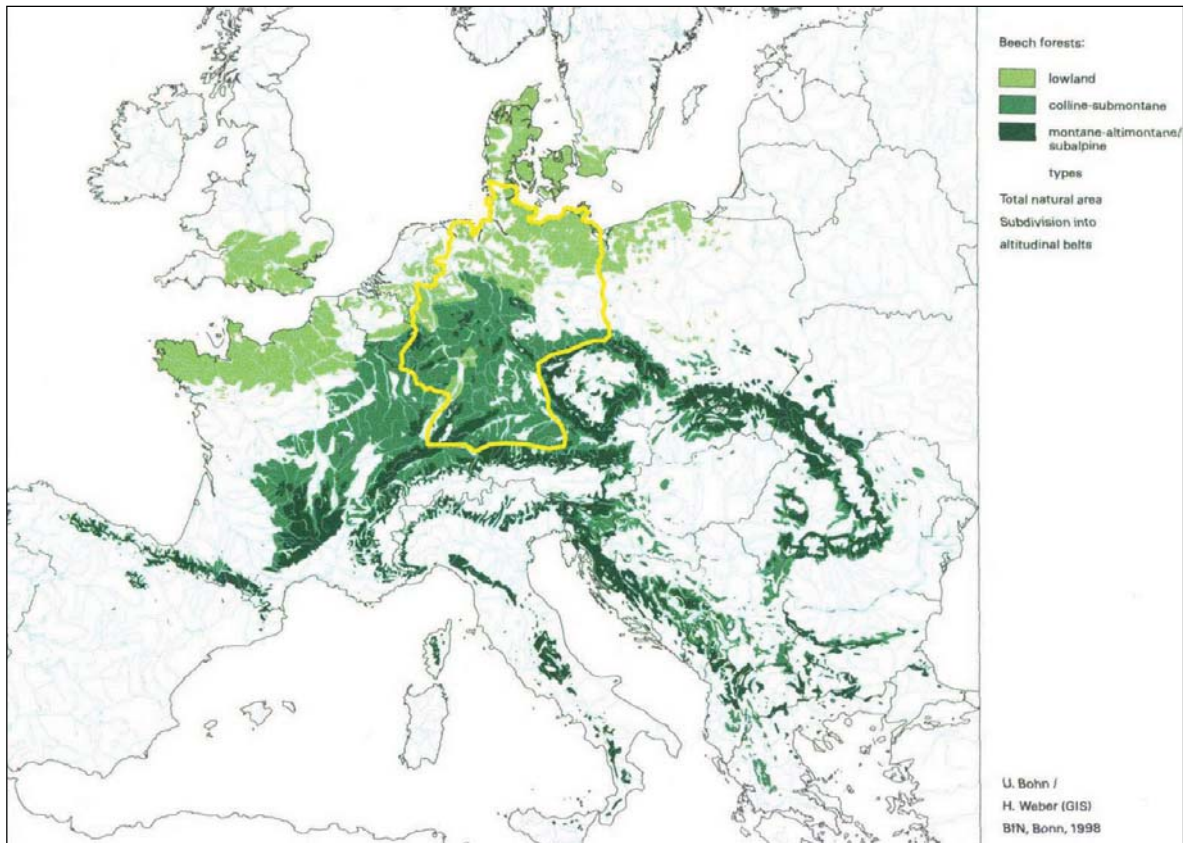 Beech forests:
lowland
colline-submontane
montane-altimontane/
subalpine
types
Total natural area
Subdivision into
altitudinal belts
U. Bohn /
H. Weber (GIS)
BfN, Bonn, 1998